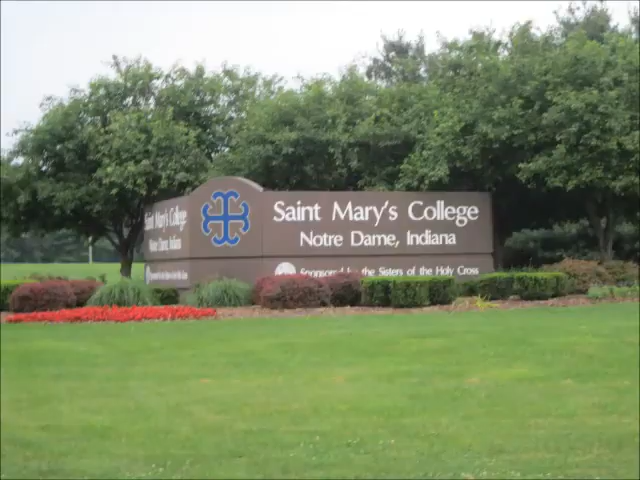 Saint Mary's College
Notre Dame, Indiana
Saint Mary's College
Notre Dame, Indiana
Sponsored by the Sisters of the Holy Cross